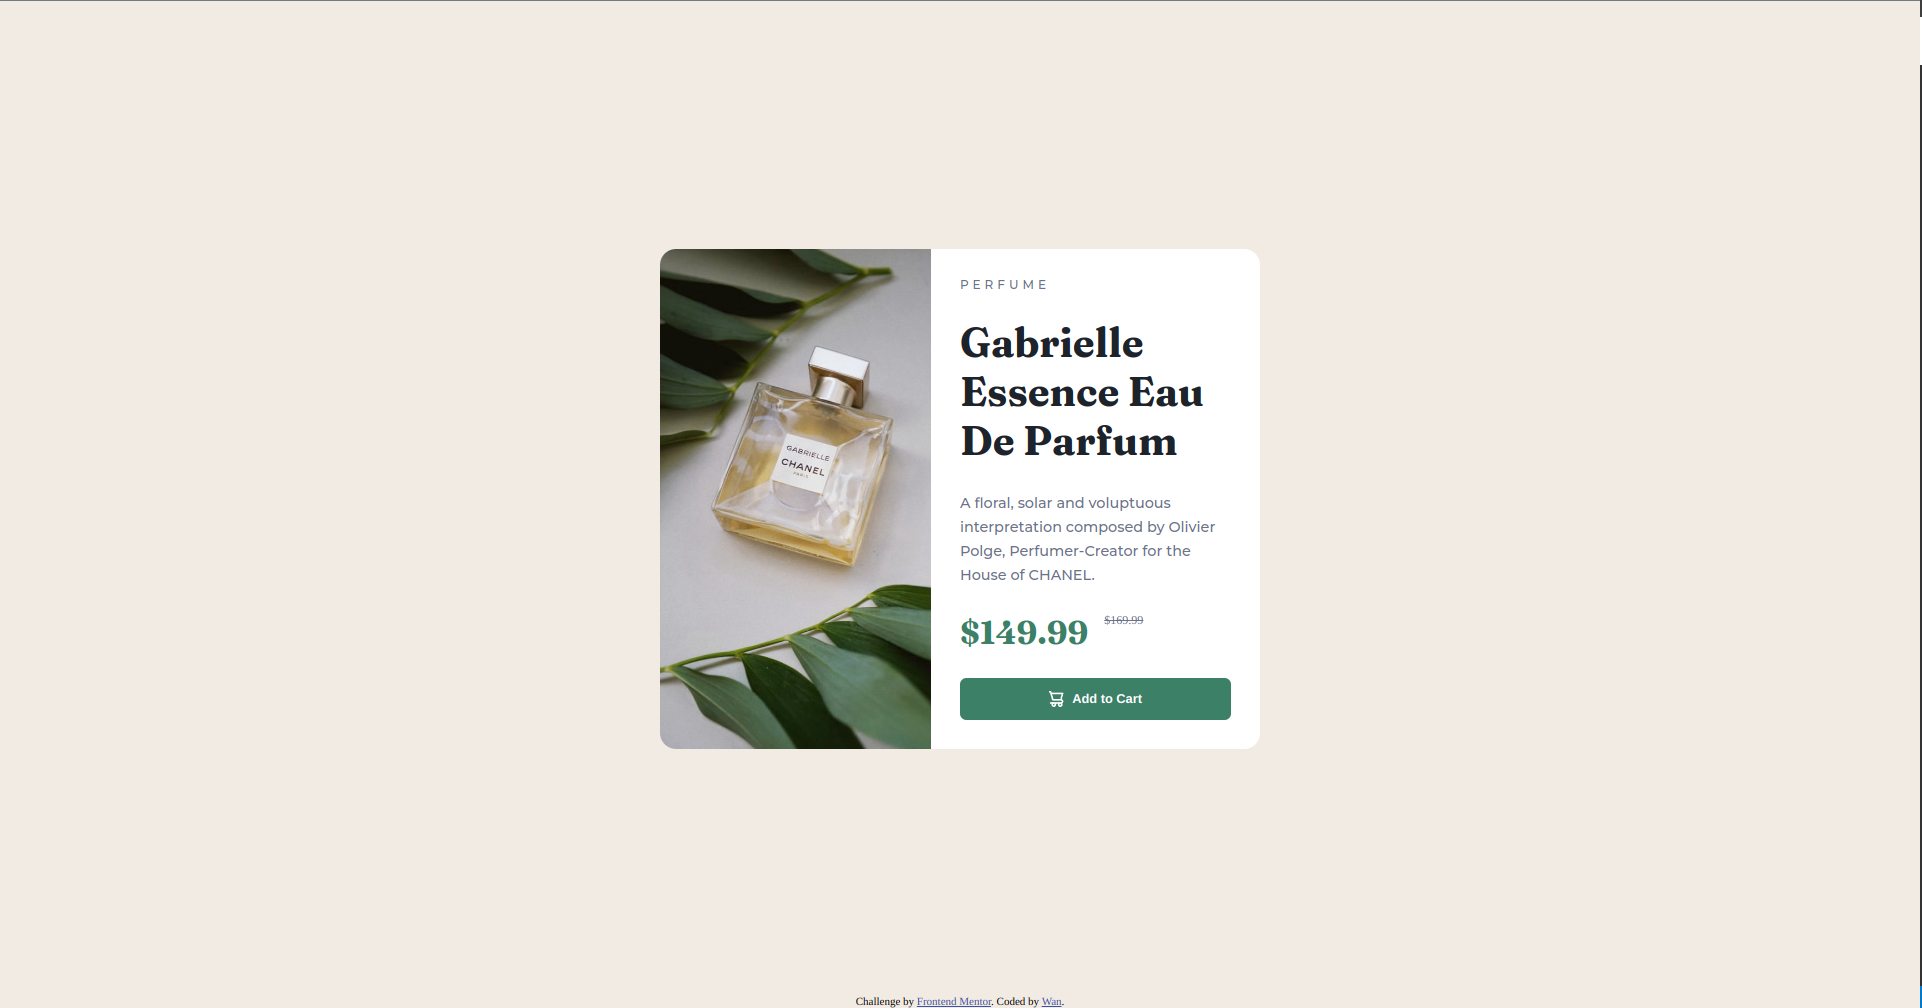 PERFUME
Gabrielle
Essence Eau
De Parfum
A floral, solar and voluptuous
interpretation composed by Olivier
Polge, Perfumer-Creator for the
House of CHANEL.
$149.99 $169.99
Add to Cart
GABRIELLE
CHANEL
PARIS
Challenge by Frontend Mentor. Coded by Wan.